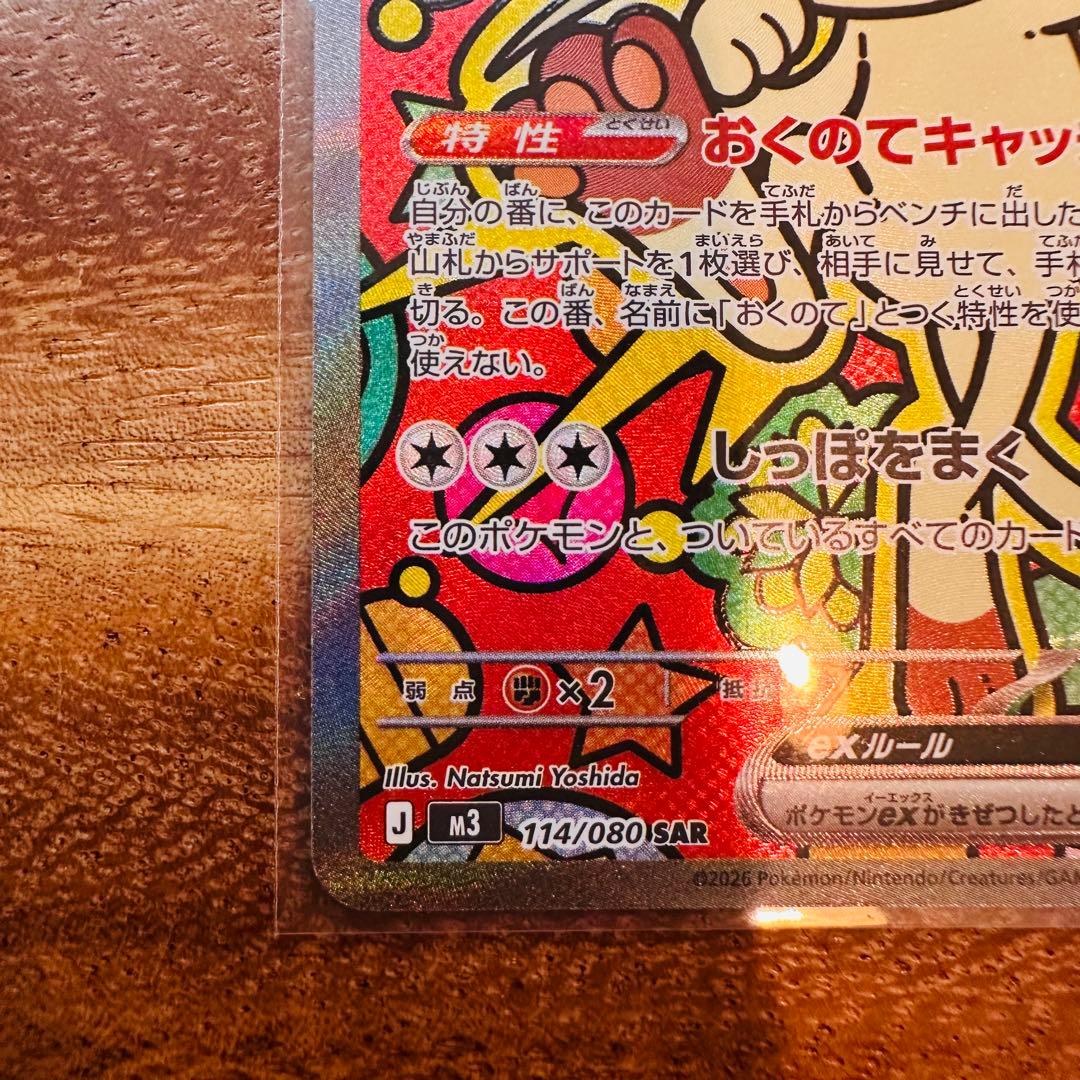 特性 とくせい おくのてキャッ
じぶん ばん てふだ だ
自分の番に、このカードを手札からベンチに出した
やまふだ まいえら あいて み てふだ
山札からサポートを1枚選び、相手に見せて、手札
き ばん なまえ とくせい つか
切る。この番、名前に「おくのて」とつく特性を使
つか
使えない。
しっぽをまく
このポケモンと、ついているすべてのカード
弱点 ×2 抵
exルール
イーエックス
ポケモンexがきぜつしたと
Illus. Natsumi Yoshida
J M3 114/080 SAR
©2026 Pokémon/Nintendo/Creatures/GAM